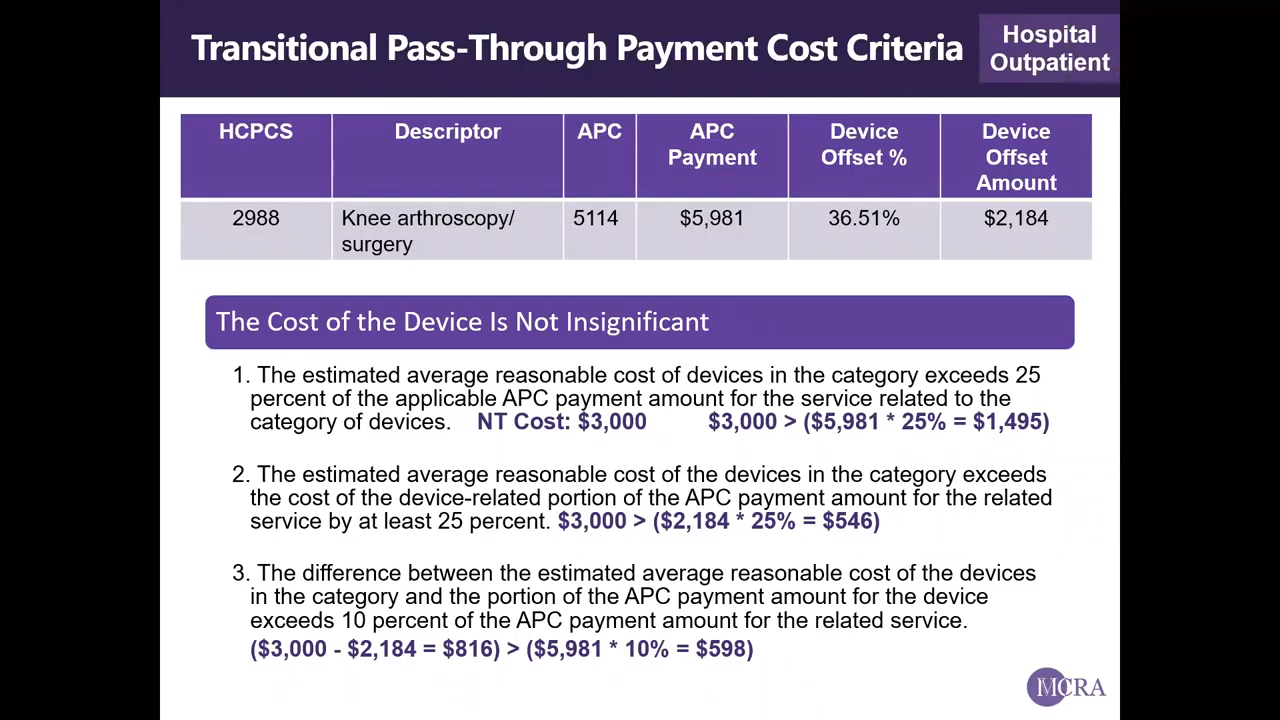 Transitional Pass-Through Payment Cost Criteria
Hospital
Outpatient
HCPCS Descriptor APC APC Payment Device Offset % Device Offset Amount
2988 Knee arthroscopy/ surgery 5114 $5,981 36.51% $2,184
The Cost of the Device Is Not Insignificant
1. The estimated average reasonable cost of devices in the category exceeds 25
percent of the applicable APC payment amount for the service related to the
category of devices. NT Cost: $3,000 $3,000 > ($5,981 * 25% = $1,495)
2. The estimated average reasonable cost of the devices in the category exceeds
the cost of the device-related portion of the APC payment amount for the related
service by at least 25 percent. $3,000 > ($2,184 * 25% = $546)
3. The difference between the estimated average reasonable cost of the devices
in the category and the portion of the APC payment amount for the device
exceeds 10 percent of the APC payment amount for the related service.
($3,000 - $2,184 = $816) > ($5,981 * 10% = $598)
MCRA